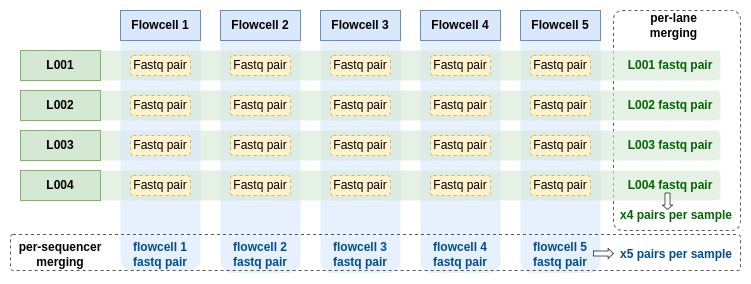 Flowcell 1 Flowcell 2 Flowcell 3 Flowcell 4 Flowcell 5 per-lane
merging
L001 Fastq pair Fastq pair Fastq pair Fastq pair Fastq pair L001 fastq pair
L002 Fastq pair Fastq pair Fastq pair Fastq pair Fastq pair L002 fastq pair
L003 Fastq pair Fastq pair Fastq pair Fastq pair Fastq pair L003 fastq pair
L004 Fastq pair Fastq pair Fastq pair Fastq pair Fastq pair L004 fastq pair
x4 pairs per sample
per-sequencer flowcell 1 flowcell 2 flowcell 3 flowcell 4 flowcell 5 x5 pairs per sample
merging fastq pair fastq pair fastq pair fastq pair fastq pair